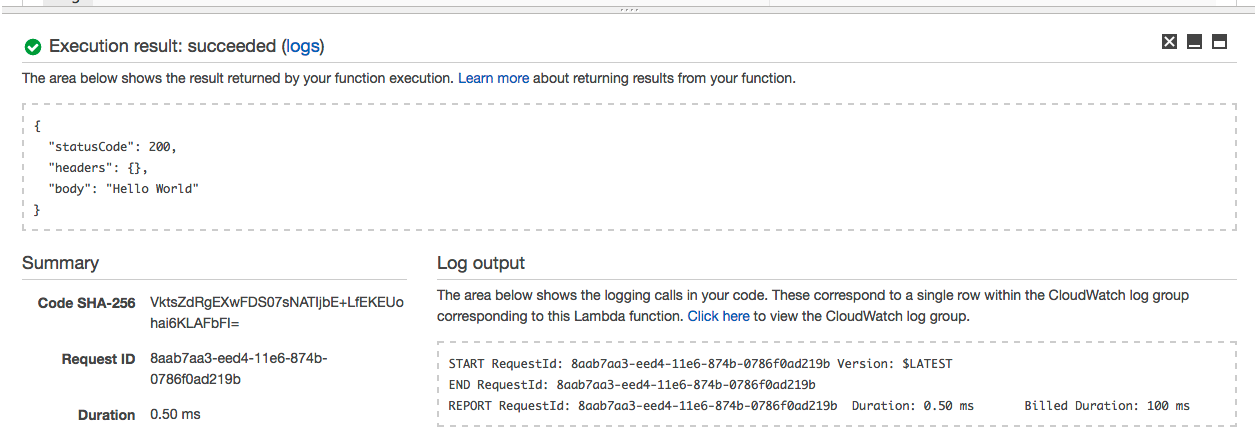 Execution result: succeeded (logs)
The area below shows the result returned by your function execution. Learn more about returning results from your function.
{
"statusCode": 200,
"headers": {},
"body": "Hello World"
}
Summary
Code SHA-256 VktsZdRgEXwFDS07sNATIjbE+LfEKEUo
hai6KLAFbFI=
Request ID 8aab7aa3-eed4-11e6-874b-
0786f0ad219b
Duration 0.50 ms
Log output
The area below shows the logging calls in your code. These correspond to a single row within the CloudWatch log group
corresponding to this Lambda function. Click here to view the CloudWatch log group.
START RequestId: 8aab7aa3-eed4-11e6-874b-0786f0ad219b Version: $LATEST
END RequestId: 8aab7aa3-eed4-11e6-874b-0786f0ad219b
REPORT RequestId: 8aab7aa3-eed4-11e6-874b-0786f0ad219b Duration: 0.50 ms Billed Duration: 100 ms